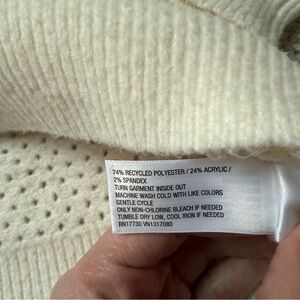 74% RECYCLED POLYESTER / 24% ACRYLIC /
2% SPANDEX
TURN GARMENT INSIDE OUT
MACHINE WASH COLD WITH LIKE COLORS
GENTLE CYCLE
ONLY NON-CHLORINE BLEACH IF NEEDED
TUMBLE DRY LOW, COOL IRON IF NEEDED
RN17730 VN1317080